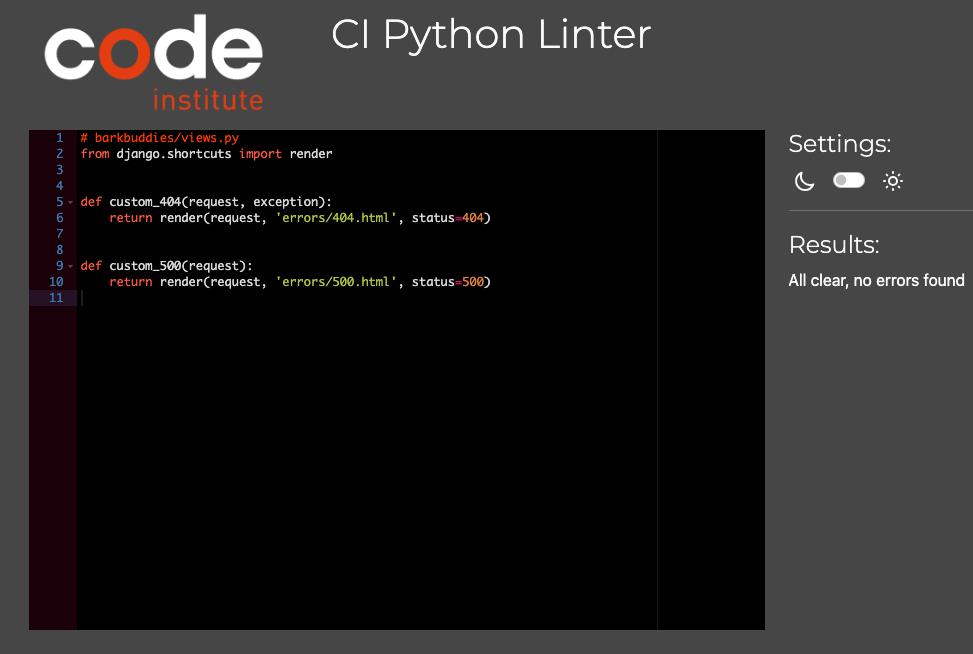 code
institute
CI Python Linter
1 # barkbuddies/views.py
2 from django.shortcuts import render
3
4
5 def custom_404(request, exception):
6     return render(request, 'errors/404.html', status=404)
7
8
9 def custom_500(request):
10     return render(request, 'errors/500.html', status=500)
11
Settings:
Results:
All clear, no errors found